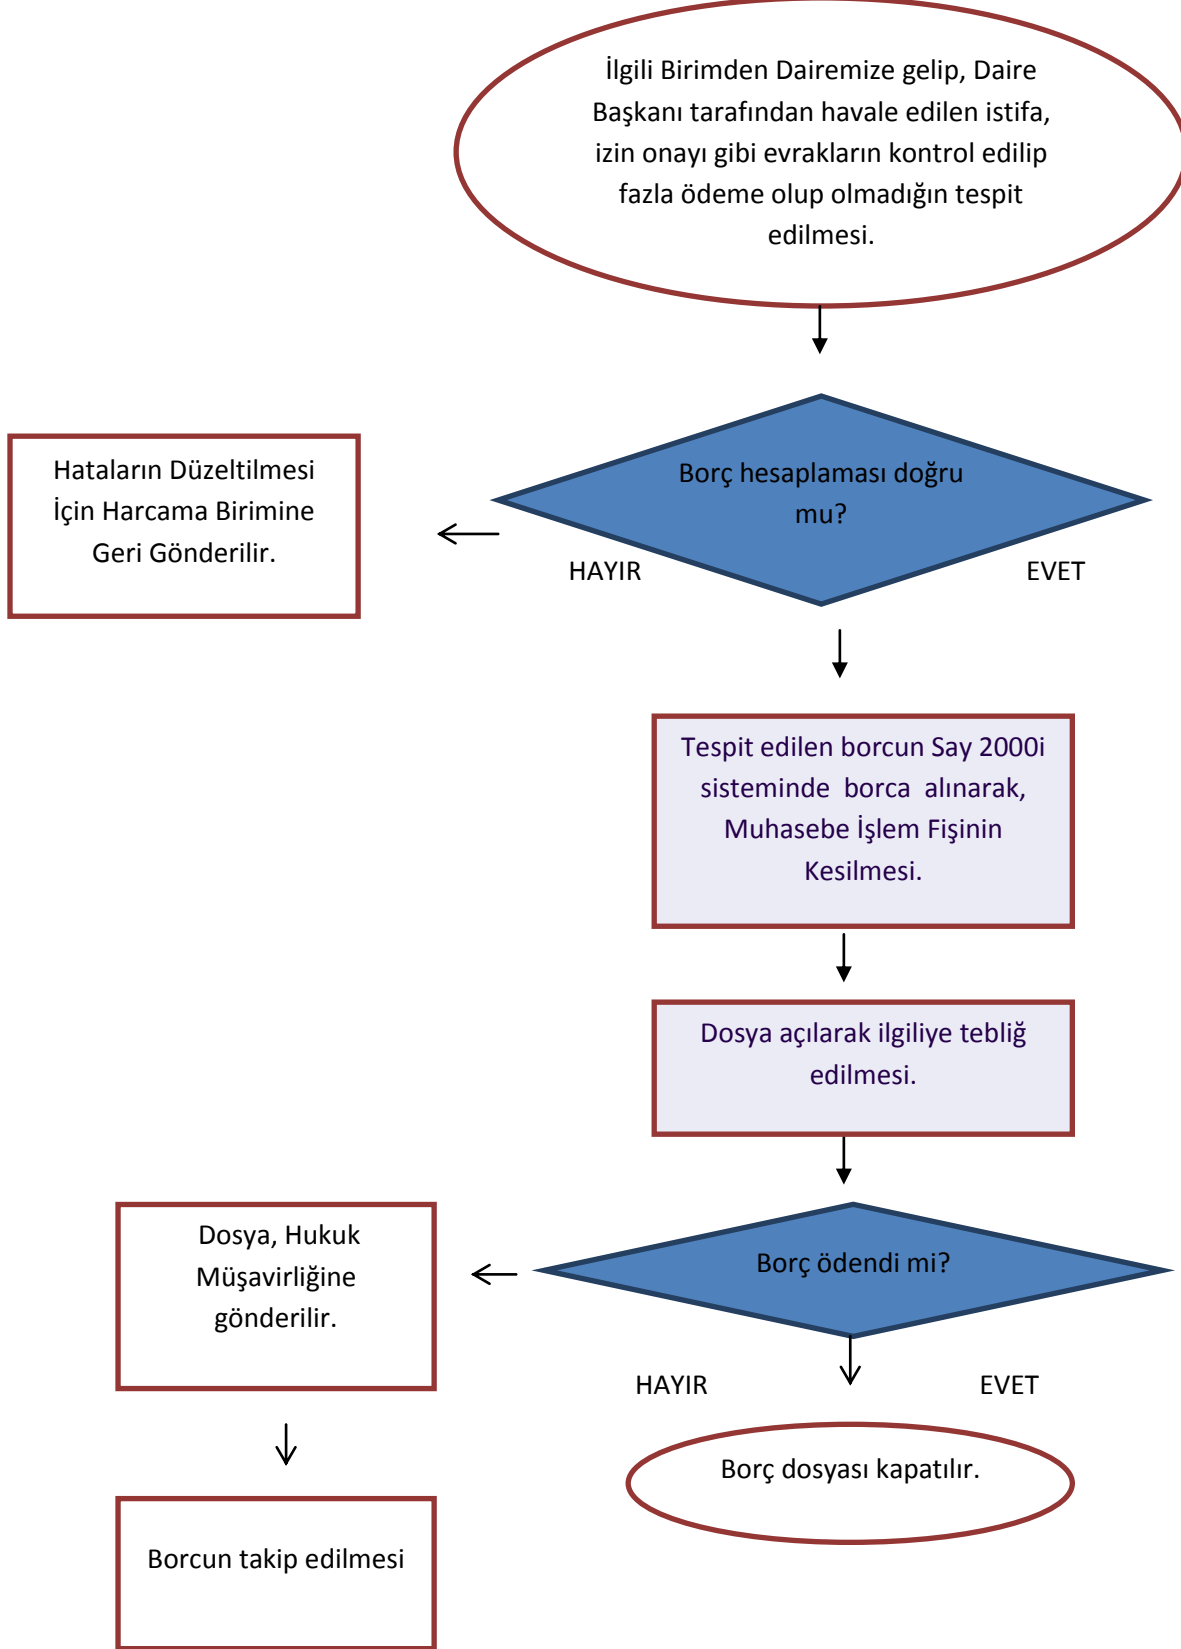 İlgili Birimden Dairemize gelip, Daire
Başkanı tarafından havale edilen istifa,
izin onayı gibi evrakların kontrol edilip
fazla ödeme olup olmadığın tespit
edilmesi.
Borç hesaplaması doğru
mu?
Hataların Düzeltilmesi
İçin Harcama Birimine
Geri Gönderilir.
HAYIR
EVET
Tespit edilen borcun Say 2000i
sisteminde borca alınarak,
Muhasebe İşlem Fişinin
Kesilmesi.
Dosya açılarak ilgiliye tebliğ
edilmesi.
Borç ödendi mi?
Dosya, Hukuk
Müşavirliğine
gönderilir.
HAYIR
EVET
Borç dosyası kapatılır.
Borcun takip edilmesi